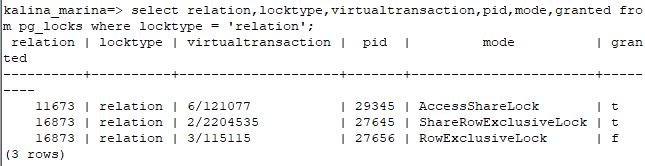 kalina_marina=> select relation,locktype,virtualtransaction,pid,mode,granted fro
m pg_locks where locktype = 'relation';
 relation | locktype | virtualtransaction |  pid  |         mode          | gran
ted
----------+----------+--------------------+-------+-----------------------+-----
----
    11673 | relation | 6/121077           | 29345 | AccessShareLock       | t
    16873 | relation | 2/2204535          | 27645 | ShareRowExclusiveLock | t
    16873 | relation | 3/115115           | 27656 | RowExclusiveLock      | f
(3 rows)